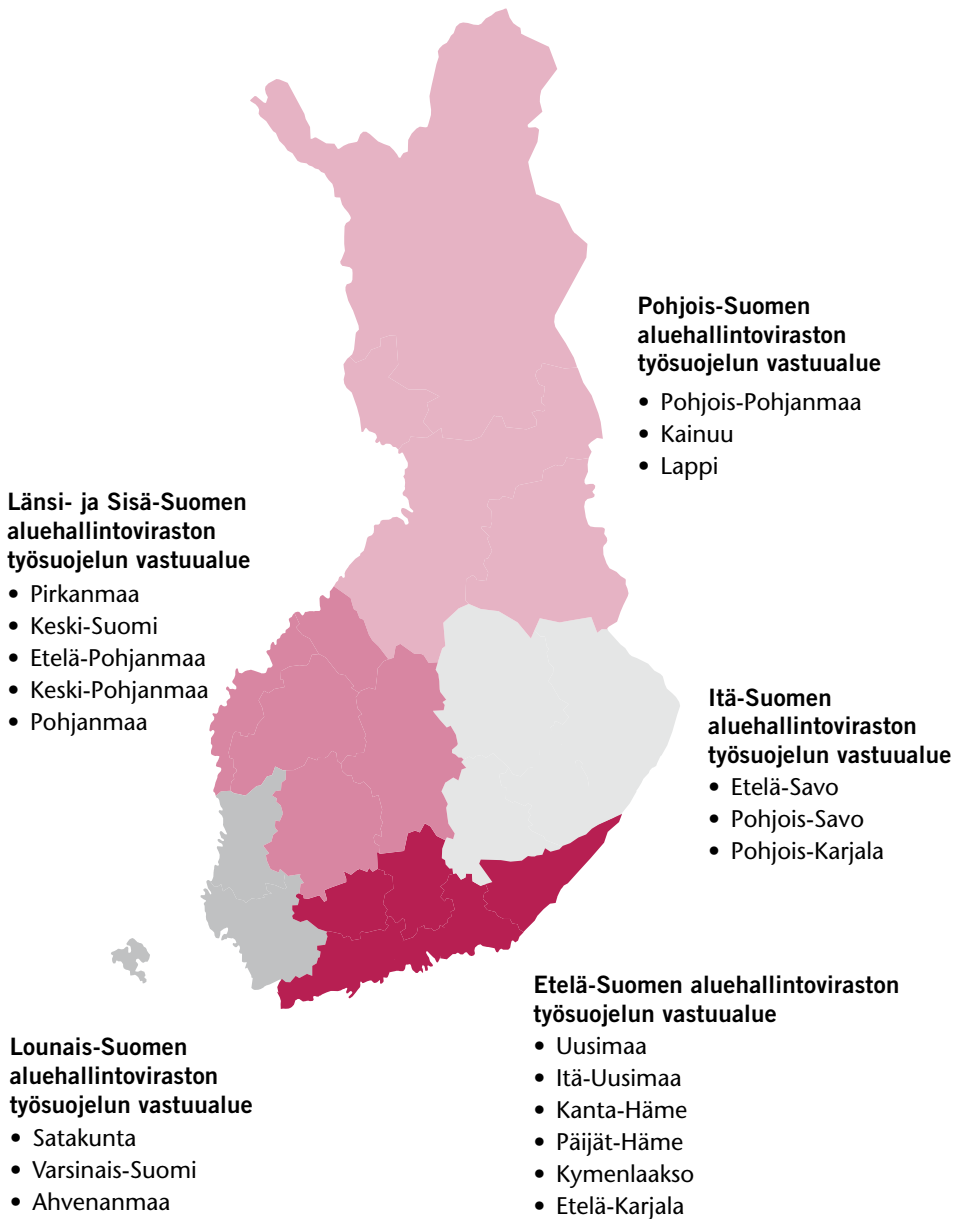 Pohjois-Suomen
aluehallintoviraston
työsuojelun vastuualue
• Pohjois-Pohjanmaa
• Kainuu
• Lappi
Länsi- ja Sisä-Suomen
aluehallintoviraston
työsuojelun vastuualue
• Pirkanmaa
• Keski-Suomi
• Etelä-Pohjanmaa
• Keski-Pohjanmaa
• Pohjanmaa
Itä-Suomen
aluehallintoviraston
työsuojelun vastuualue
• Etelä-Savo
• Pohjois-Savo
• Pohjois-Karjala
Etelä-Suomen aluehallintoviraston
työsuojelun vastuualue
• Uusimaa
• Itä-Uusimaa
• Kanta-Häme
• Päijät-Häme
• Kymenlaakso
• Etelä-Karjala
Lounais-Suomen
aluehallintoviraston
työsuojelun vastuualue
• Satakunta
• Varsinais-Suomi
• Ahvenanmaa